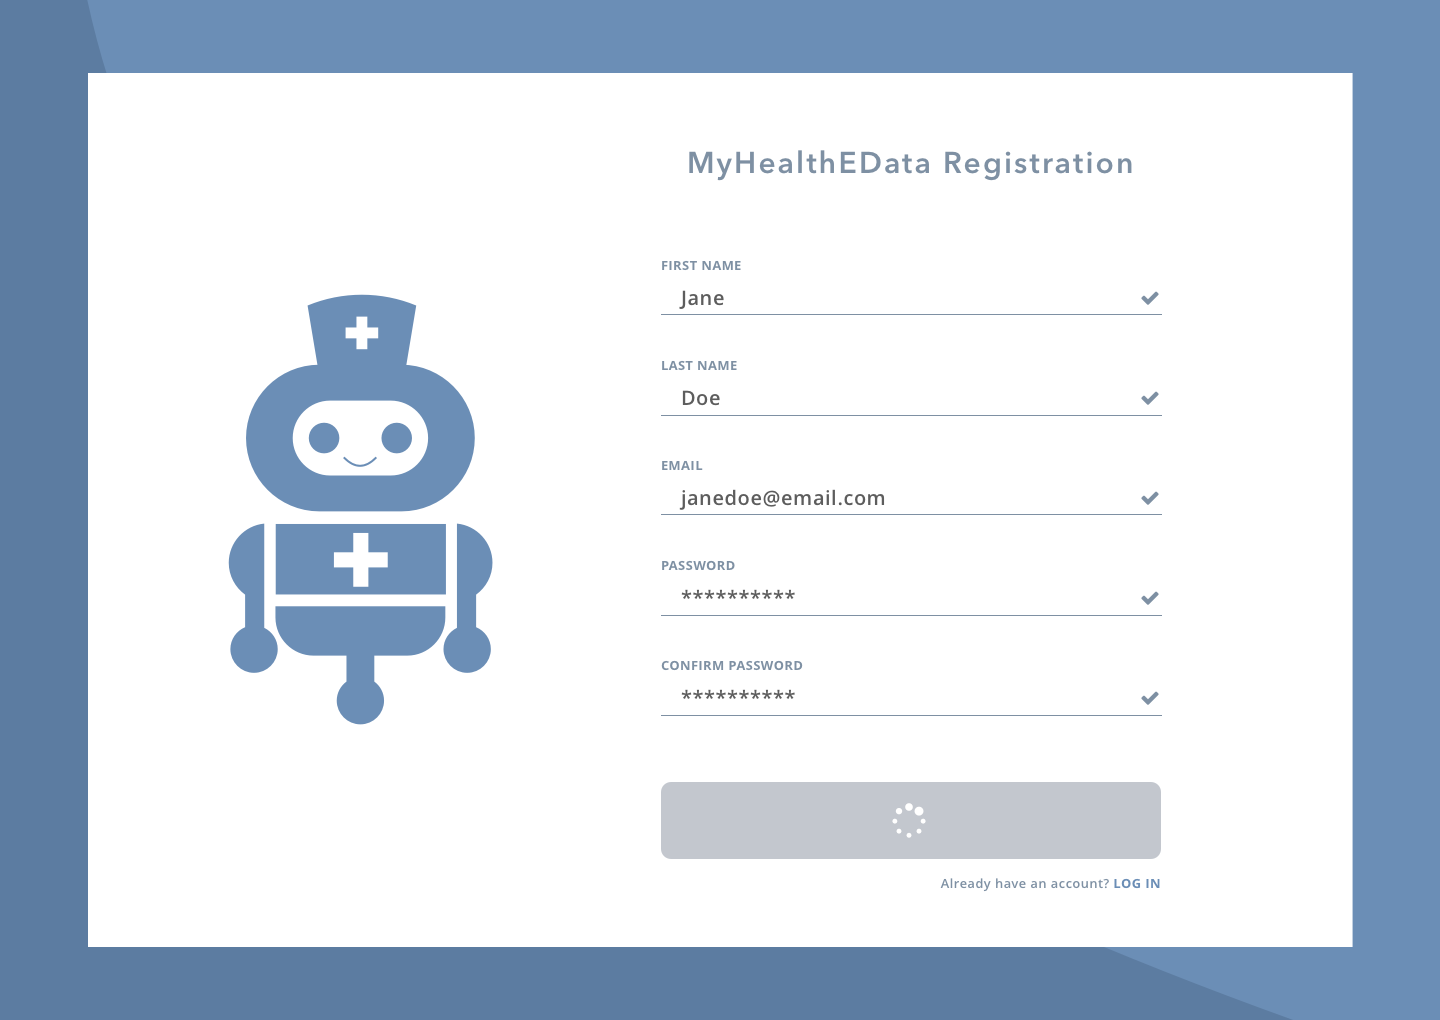 MyHealthEData Registration
FIRST NAME
Jane
LAST NAME
Doe
EMAIL
janedoe@email.com
PASSWORD
**********
CONFIRM PASSWORD
**********
Already have an account? LOG IN